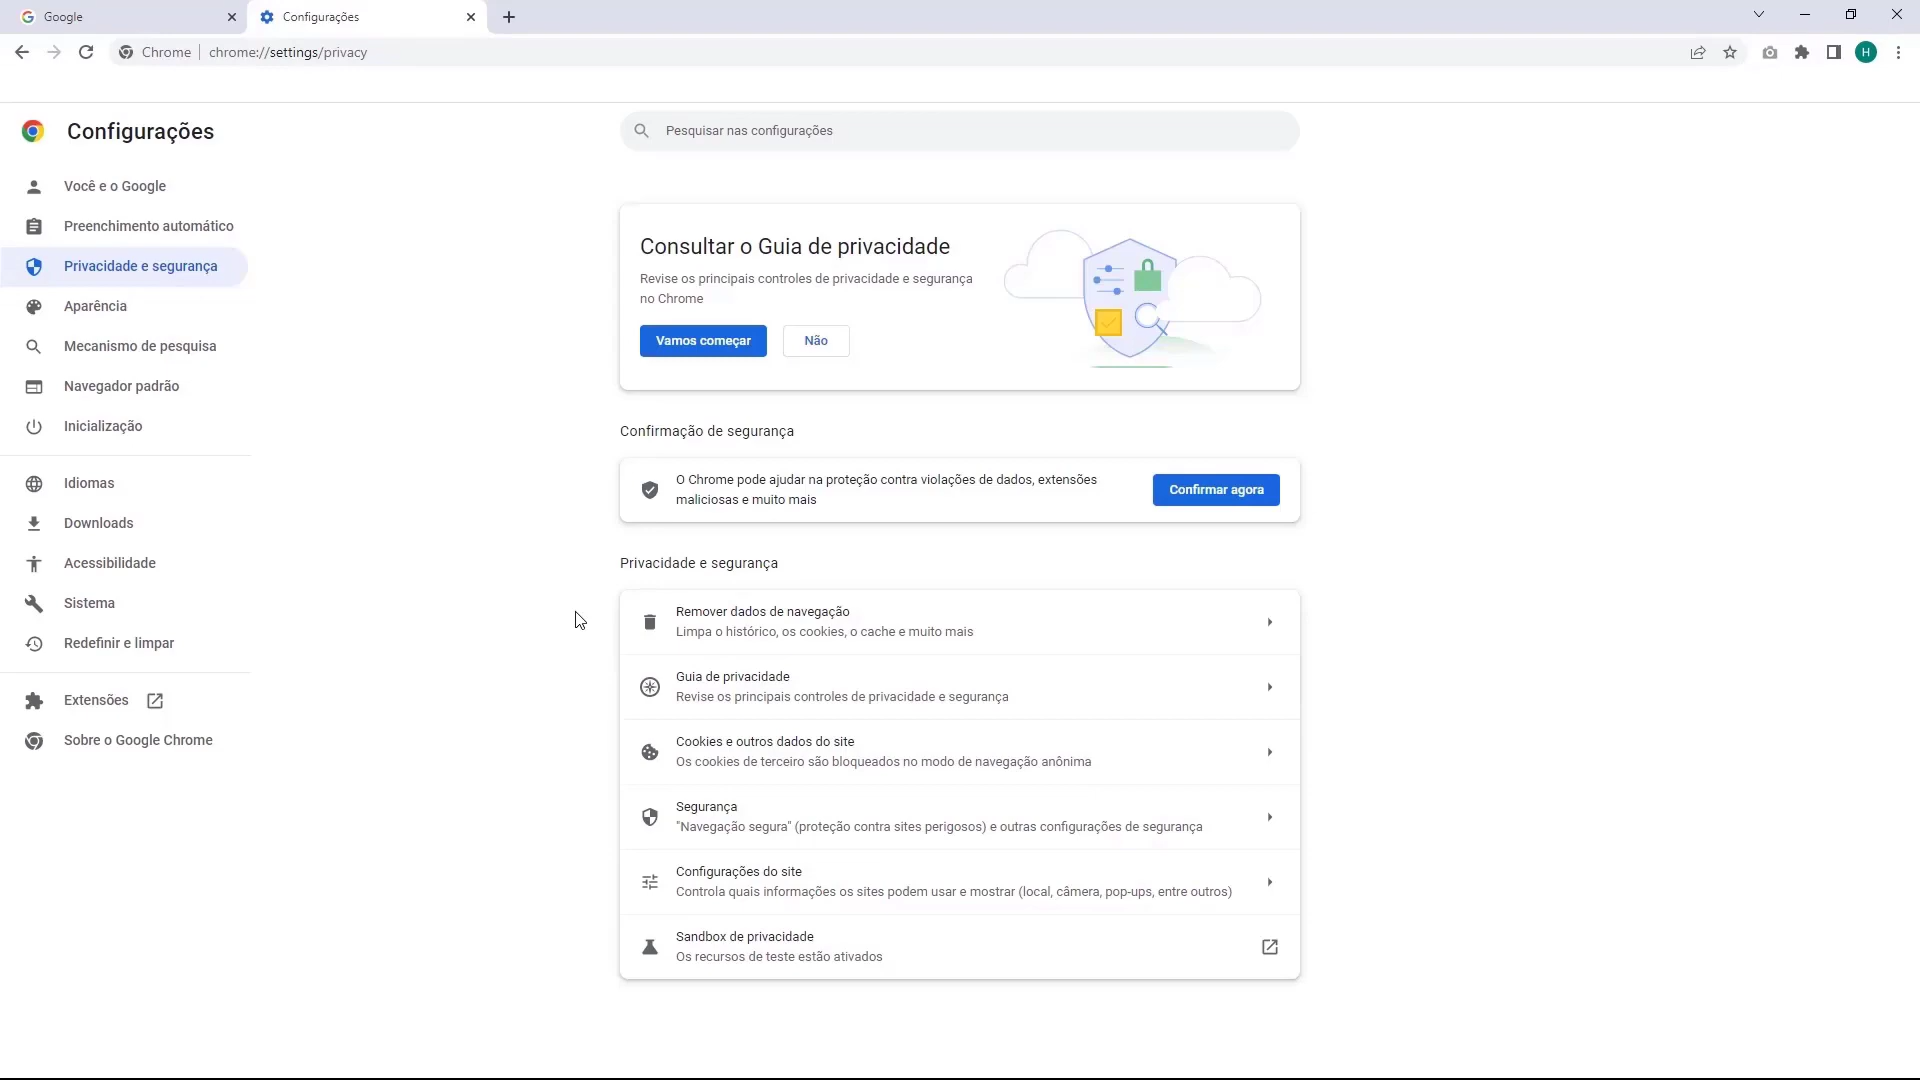 Google
Configurações
Chrome
chrome://settings/privacy
H
Configurações
Pesquisar nas configurações
Você e o Google
Preenchimento automático
Privacidade e segurança
Aparência
Mecanismo de pesquisa
Navegador padrão
Inicialização
Idiomas
Downloads
Acessibilidade
Sistema
Redefinir e limpar
Extensões
Sobre o Google Chrome
Consultar o Guia de privacidade
Revise os principais controles de privacidade e segurança
no Chrome
Vamos começar
Não
Confirmação de segurança
O Chrome pode ajudar na proteção contra violações de dados, extensões
maliciosas e muito mais
Confirmar agora
Privacidade e segurança
Remover dados de navegação
Limpa o histórico, os cookies, o cache e muito mais
Guia de privacidade
Revise os principais controles de privacidade e segurança
Cookies e outros dados do site
Os cookies de terceiro são bloqueados no modo de navegação anônima
Segurança
"Navegação segura" (proteção contra sites perigosos) e outras configurações de segurança
Configurações do site
Controla quais informações os sites podem usar e mostrar (local, câmera, pop-ups, entre outros)
Sandbox de privacidade
Os recursos de teste estão ativados